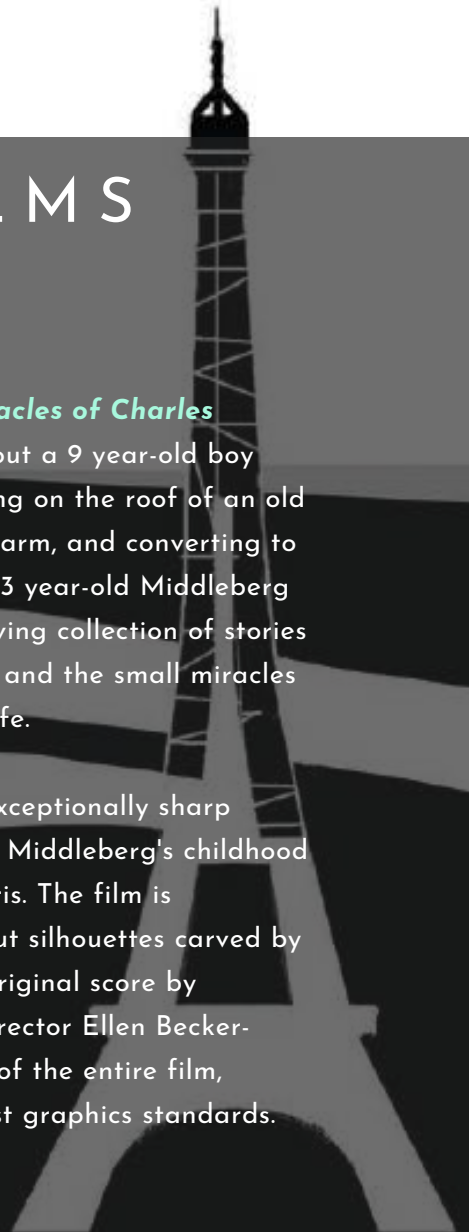 M S
acles of Charles
out a 9 year-old boy
ng on the roof of an old
arm, and converting to
3 year-old Middleberg
ving collection of stories
and the small miracles
fe.
xceptionally sharp
Middleberg's childhood
is. The film is
ut silhouettes carved by
riginal score by
rector Ellen Becker-
of the entire film,
st graphics standards.